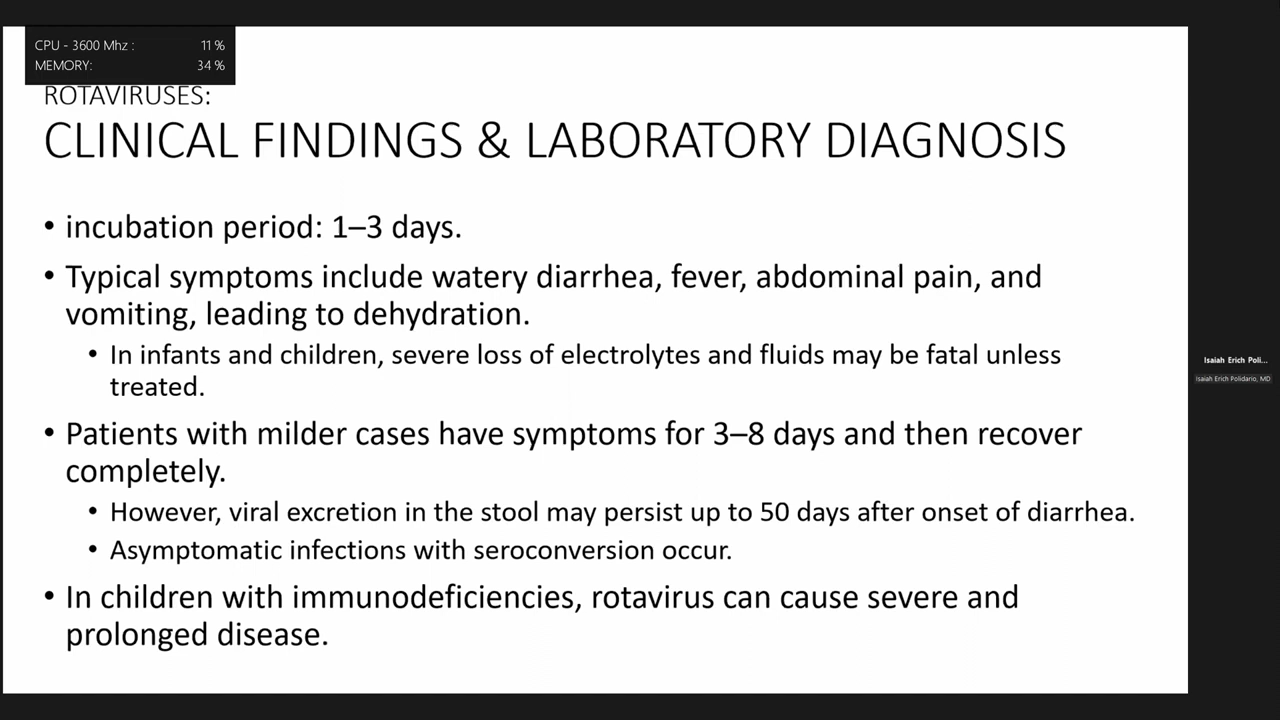 CPU - 3600 Mhz : 11 %
MEMORY: 34 %
ROTAVIRUSES:
CLINICAL FINDINGS & LABORATORY DIAGNOSIS
• incubation period: 1–3 days.
• Typical symptoms include watery diarrhea, fever, abdominal pain, and
vomiting, leading to dehydration.
• In infants and children, severe loss of electrolytes and fluids may be fatal unless
treated.
• Patients with milder cases have symptoms for 3–8 days and then recover
completely.
• However, viral excretion in the stool may persist up to 50 days after onset of diarrhea.
• Asymptomatic infections with seroconversion occur.
• In children with immunodeficiencies, rotavirus can cause severe and
prolonged disease.
Isaiah Erich Poli...
Isaiah Erich Polidario, MD